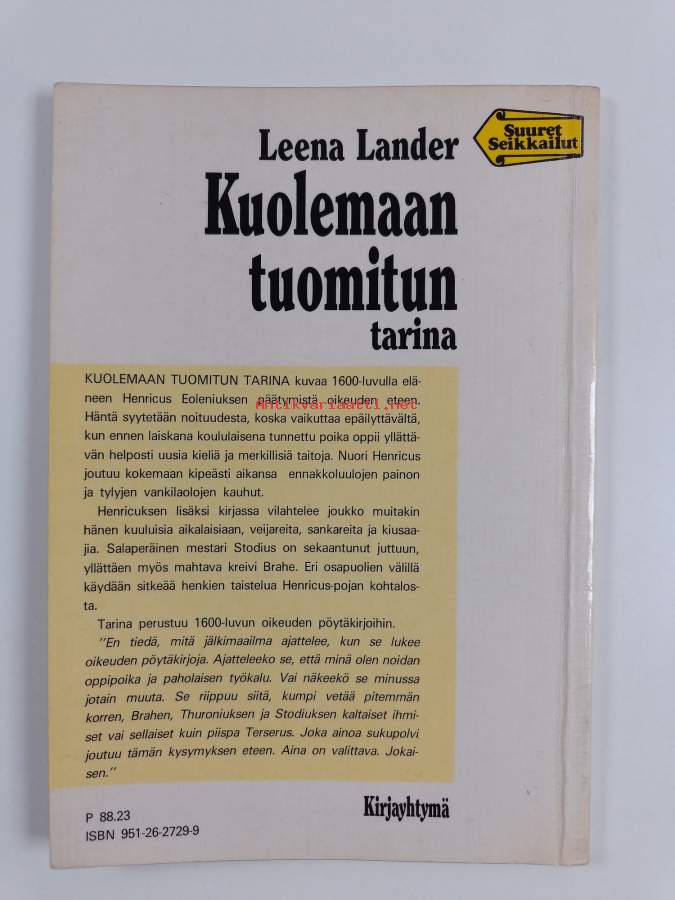 Suuret
Seikkailut
Leena Lander
Kuolemaan
tuomitun
tarina
KUOLEMAAN TUOMITUN TARINA kuvaa 1600-luvulla elä-
neen Henricus Eoleniuksen päätymistä oikeuden eteen.
Antikvariaatti.net
Häntä syytetään noituudesta, koska vaikuttaa epäilyttävältä,
kun ennen laiskana koululaisena tunnettu poika oppii yllättä-
vän helposti uusia kieliä ja merkillisiä taitoja. Nuori Henricus
joutuu kokemaan kipeästi aikansa ennakkoluulojen painon
ja tylyjen vankilaolojen kauhut.
Henricuksen lisäksi kirjassa vilahtelee joukko muitakin
hänen kuuluisia aikalaisiaan, veijareita, sankareita ja kiusaa-
jia. Salaperäinen mestari Stodius on sekaantunut juttuun,
yllättäen myös mahtava kreivi Brahe. Eri osapuolien välillä
käydään sitkeää henkien taistelua Henricus-pojan kohtalos-
ta.
Tarina perustuu 1600-luvun oikeuden pöytäkirjoihin.
"En tiedä, mitä jälkimaailma ajattelee, kun se lukee
oikeuden pöytäkirjoja. Ajatteleeko se, että minä olen noidan
oppipoika ja paholaisen työkalu. Vai näkeekö se minussa
jotain muuta. Se riippuu siitä, kumpi vetää pitemmän
korren, Brahen, Thuroniuksen ja Stodiuksen kaltaiset ihmi-
set vai sellaiset kuin piispa Terserus. Joka ainoa sukupolvi
joutuu tämän kysymyksen eteen. Aina on valittava. Jokai-
sen."
Kirjayhtymä
P 88.23
ISBN 951-26-2729-9